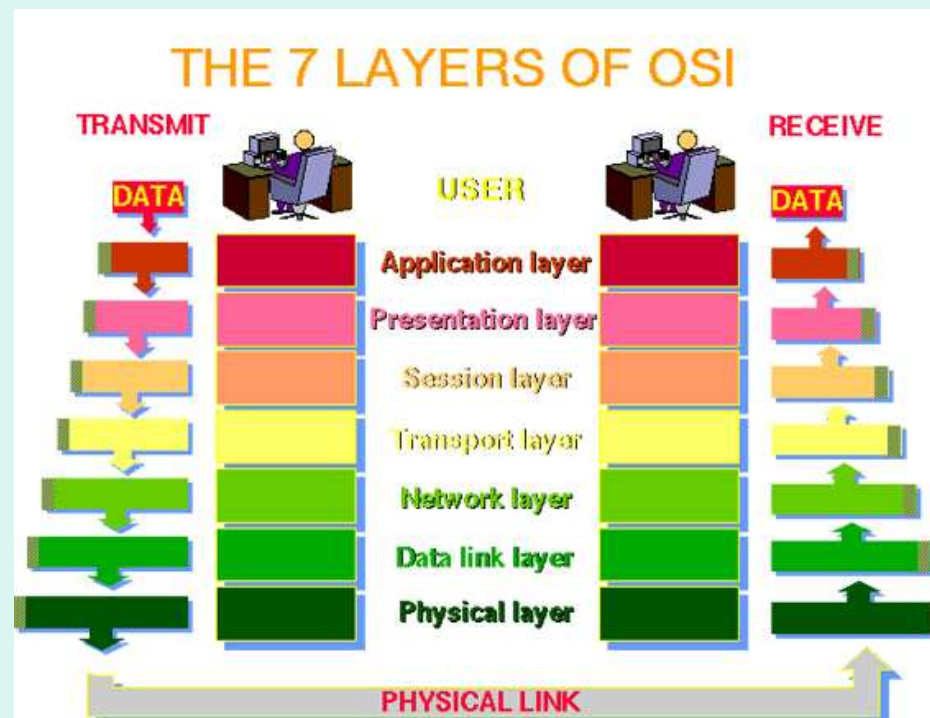 THE 7 LAYERS OF OSI
TRANSMIT
RECEIVE
DATA
USER
DATA
Application layer
Presentation layer
Session layer
Transport layer
Network layer
Data link layer
Physical layer
PHYSICAL LINK